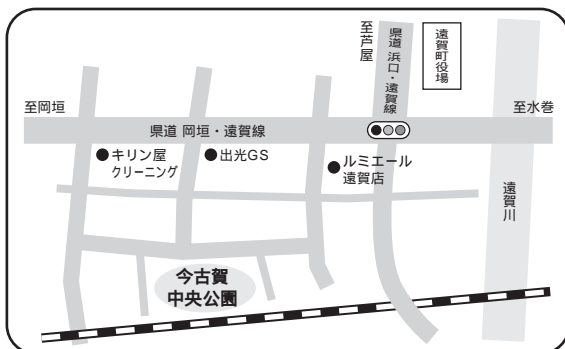 至芦屋
県道 浜口・遠賀線
遠賀町役場
至岡垣
至水巻
県道 岡垣・遠賀線
キリン屋
クリーニング
出光GS
ルミエール
遠賀店
遠賀川
今古賀
中央公園